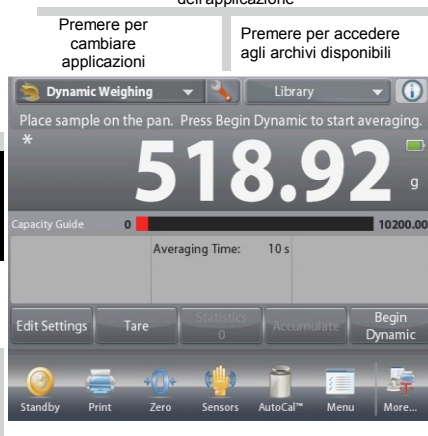 dell'applicazione
Premere per
cambiare
applicazioni
Premere per accedere
agli archivi disponibili
Dynamic Weighing
Library
Place sample on the pan. Press Begin Dynamic to start averaging.
*
518.92
g
Capacity Guide 0 10200.00
Averaging Time: 10 s
Edit Settings
Tare
Statistics
0
Accumulate
Begin
Dynamic
Standby Print Zero Sensors AutoCal™ Menu More...